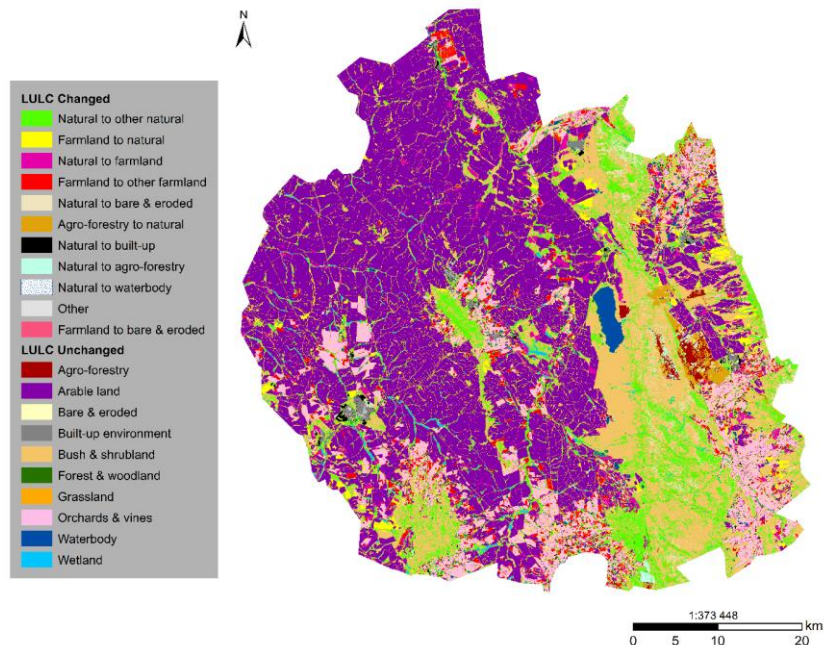 N
LULC Changed
Natural to other natural
Farmland to natural
Natural to farmland
Farmland to other farmland
Natural to bare & eroded
Agro-forestry to natural
Natural to built-up
Natural to agro-forestry
Natural to waterbody
Other
Farmland to bare & eroded
LULC Unchanged
Agro-forestry
Arable land
Bare & eroded
Built-up environment
Bush & shrubland
Forest & woodland
Grassland
Orchards & vines
Waterbody
Wetland
1:373 448
km
0 5 10 20